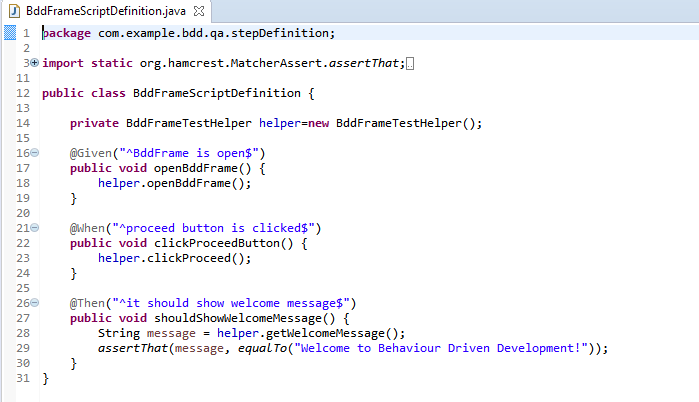 BddFrameScriptDefinition.java
1 package com.example.bdd.qa.stepDefinition;
2
3 import static org.hamcrest.MatcherAssert.assertThat;
11
12 public class BddFrameScriptDefinition {
13
14     private BddFrameTestHelper helper=new BddFrameTestHelper();
15
16     @Given("^BddFrame is open$")
17     public void openBddFrame() {
18         helper.openBddFrame();
19     }
20
21     @When("^proceed button is clicked$")
22     public void clickProceedButton() {
23         helper.clickProceed();
24     }
25
26     @Then("^it should show welcome message$")
27     public void shouldShowWelcomeMessage() {
28         String message = helper.getWelcomeMessage();
29         assertThat(message, equalTo("Welcome to Behaviour Driven Development!"));
30     }
31 }